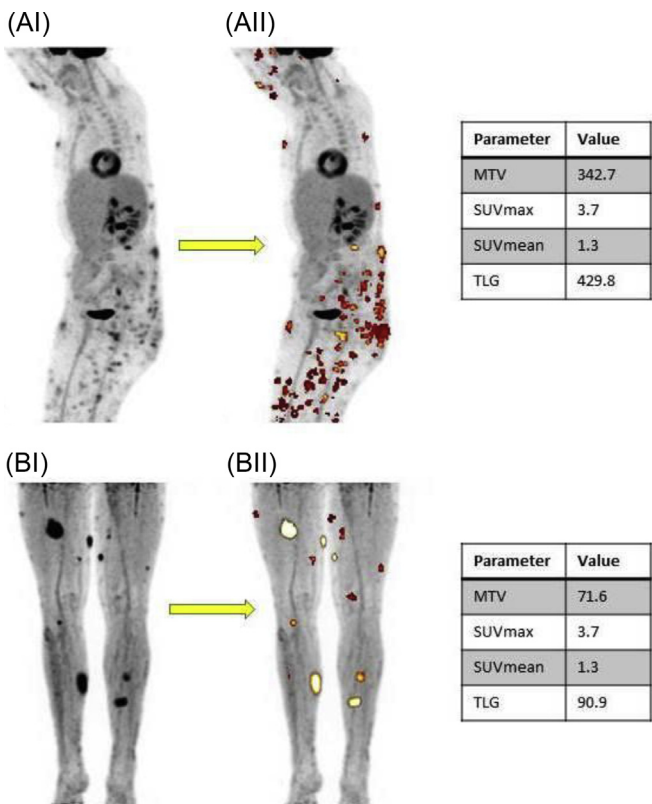 (AI)
(AII)
Parameter Value
MTV 342.7
SUVmax 3.7
SUVmean 1.3
TLG 429.8
(BI)
(BII)
Parameter Value
MTV 71.6
SUVmax 3.7
SUVmean 1.3
TLG 90.9